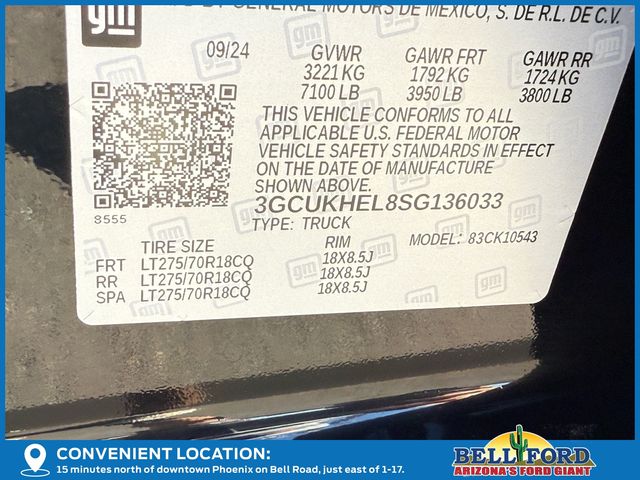 gm
BY GENERAL MOTORS DE MEXICO, S. DE R.L. DE C.V.
09/24 GVWR GAWR FRT GAWR RR
3221 KG 1792 KG 1724 KG
7100 LB 3950 LB 3800 LB
THIS VEHICLE CONFORMS TO ALL
APPLICABLE U.S. FEDERAL MOTOR
VEHICLE SAFETY STANDARDS IN EFFECT
ON THE DATE OF MANUFACTURE
SHOWN ABOVE.
8555
3GCUKHEL8SG136033
TYPE: TRUCK MODEL: 83CK10543
TIRE SIZE RIM
FRT LT275/70R18CQ 18X8.5J
RR LT275/70R18CQ 18X8.5J
SPA LT275/70R18CQ 18X8.5J
CONVENIENT LOCATION:
15 minutes north of downtown Phoenix on Bell Road, just east of 1-17.
BELL FORD
ARIZONA'S FORD GIANT